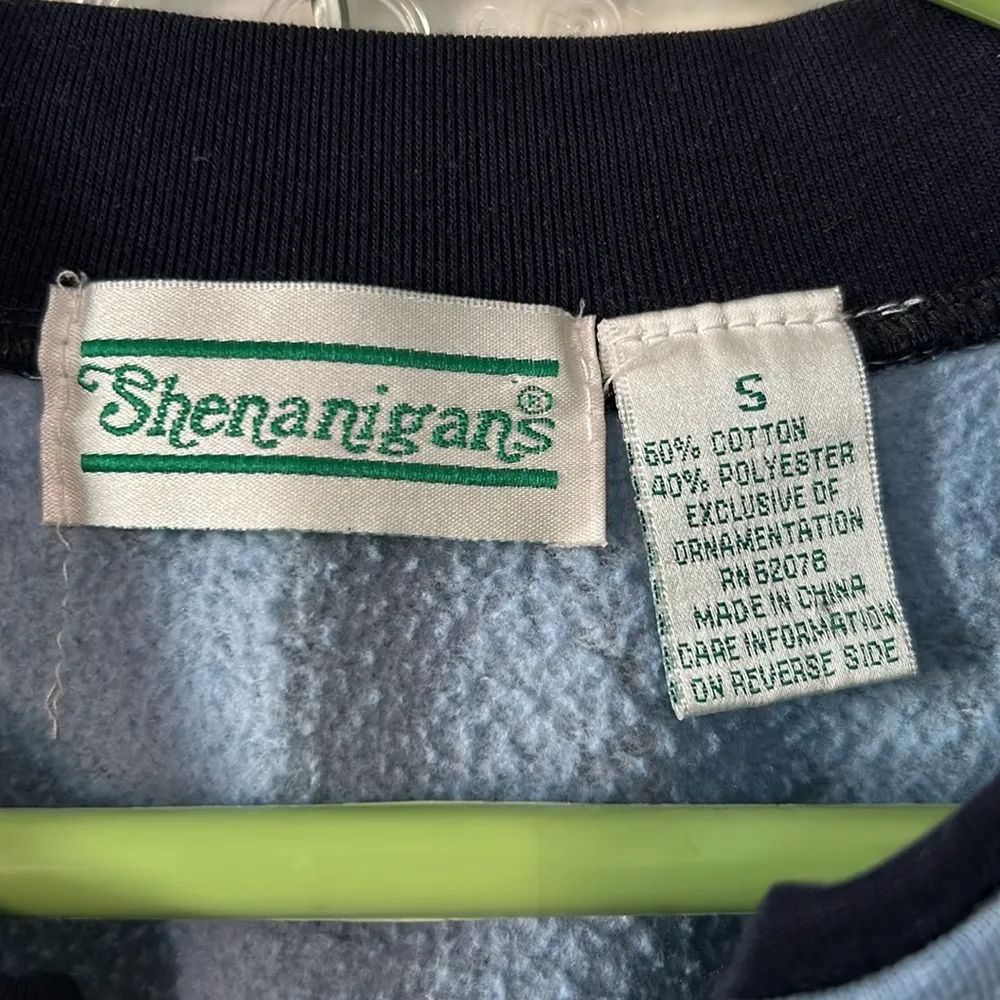 Shenanigans®
S
60% COTTON
40% POLYESTER
EXCLUSIVE OF
ORNAMENTATION
RN 62078
MADE IN CHINA
CARE INFORMATION
ON REVERSE SIDE